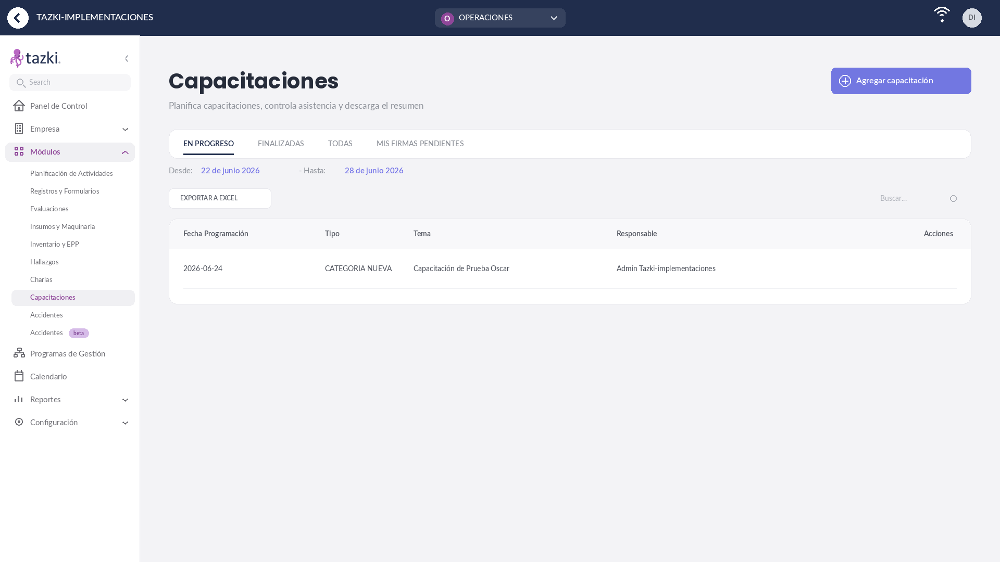 TAZKI-IMPLEMENTACIONES
O OPERACIONES
DI
tazki.
Search
Panel de Control
Empresa
Módulos
Planificación de Actividades
Registros y Formularios
Evaluaciones
Insumos y Maquinaria
Inventario y EPP
Hallazgos
Charlas
Capacitaciones
Accidentes
Accidentes beta
Programas de Gestión
Calendario
Reportes
Configuración
Capacitaciones
Agregar capacitación
Planifica capacitaciones, controla asistencia y descarga el resumen
EN PROGRESO FINALIZADAS TODAS MIS FIRMAS PENDIENTES
Desde: 22 de junio 2026 - Hasta: 28 de junio 2026
EXPORTAR A EXCEL
Buscar...
Fecha Programación Tipo Tema Responsable Acciones
2026-06-24 CATEGORIA NUEVA Capacitación de Prueba Oscar Admin Tazki-implementaciones